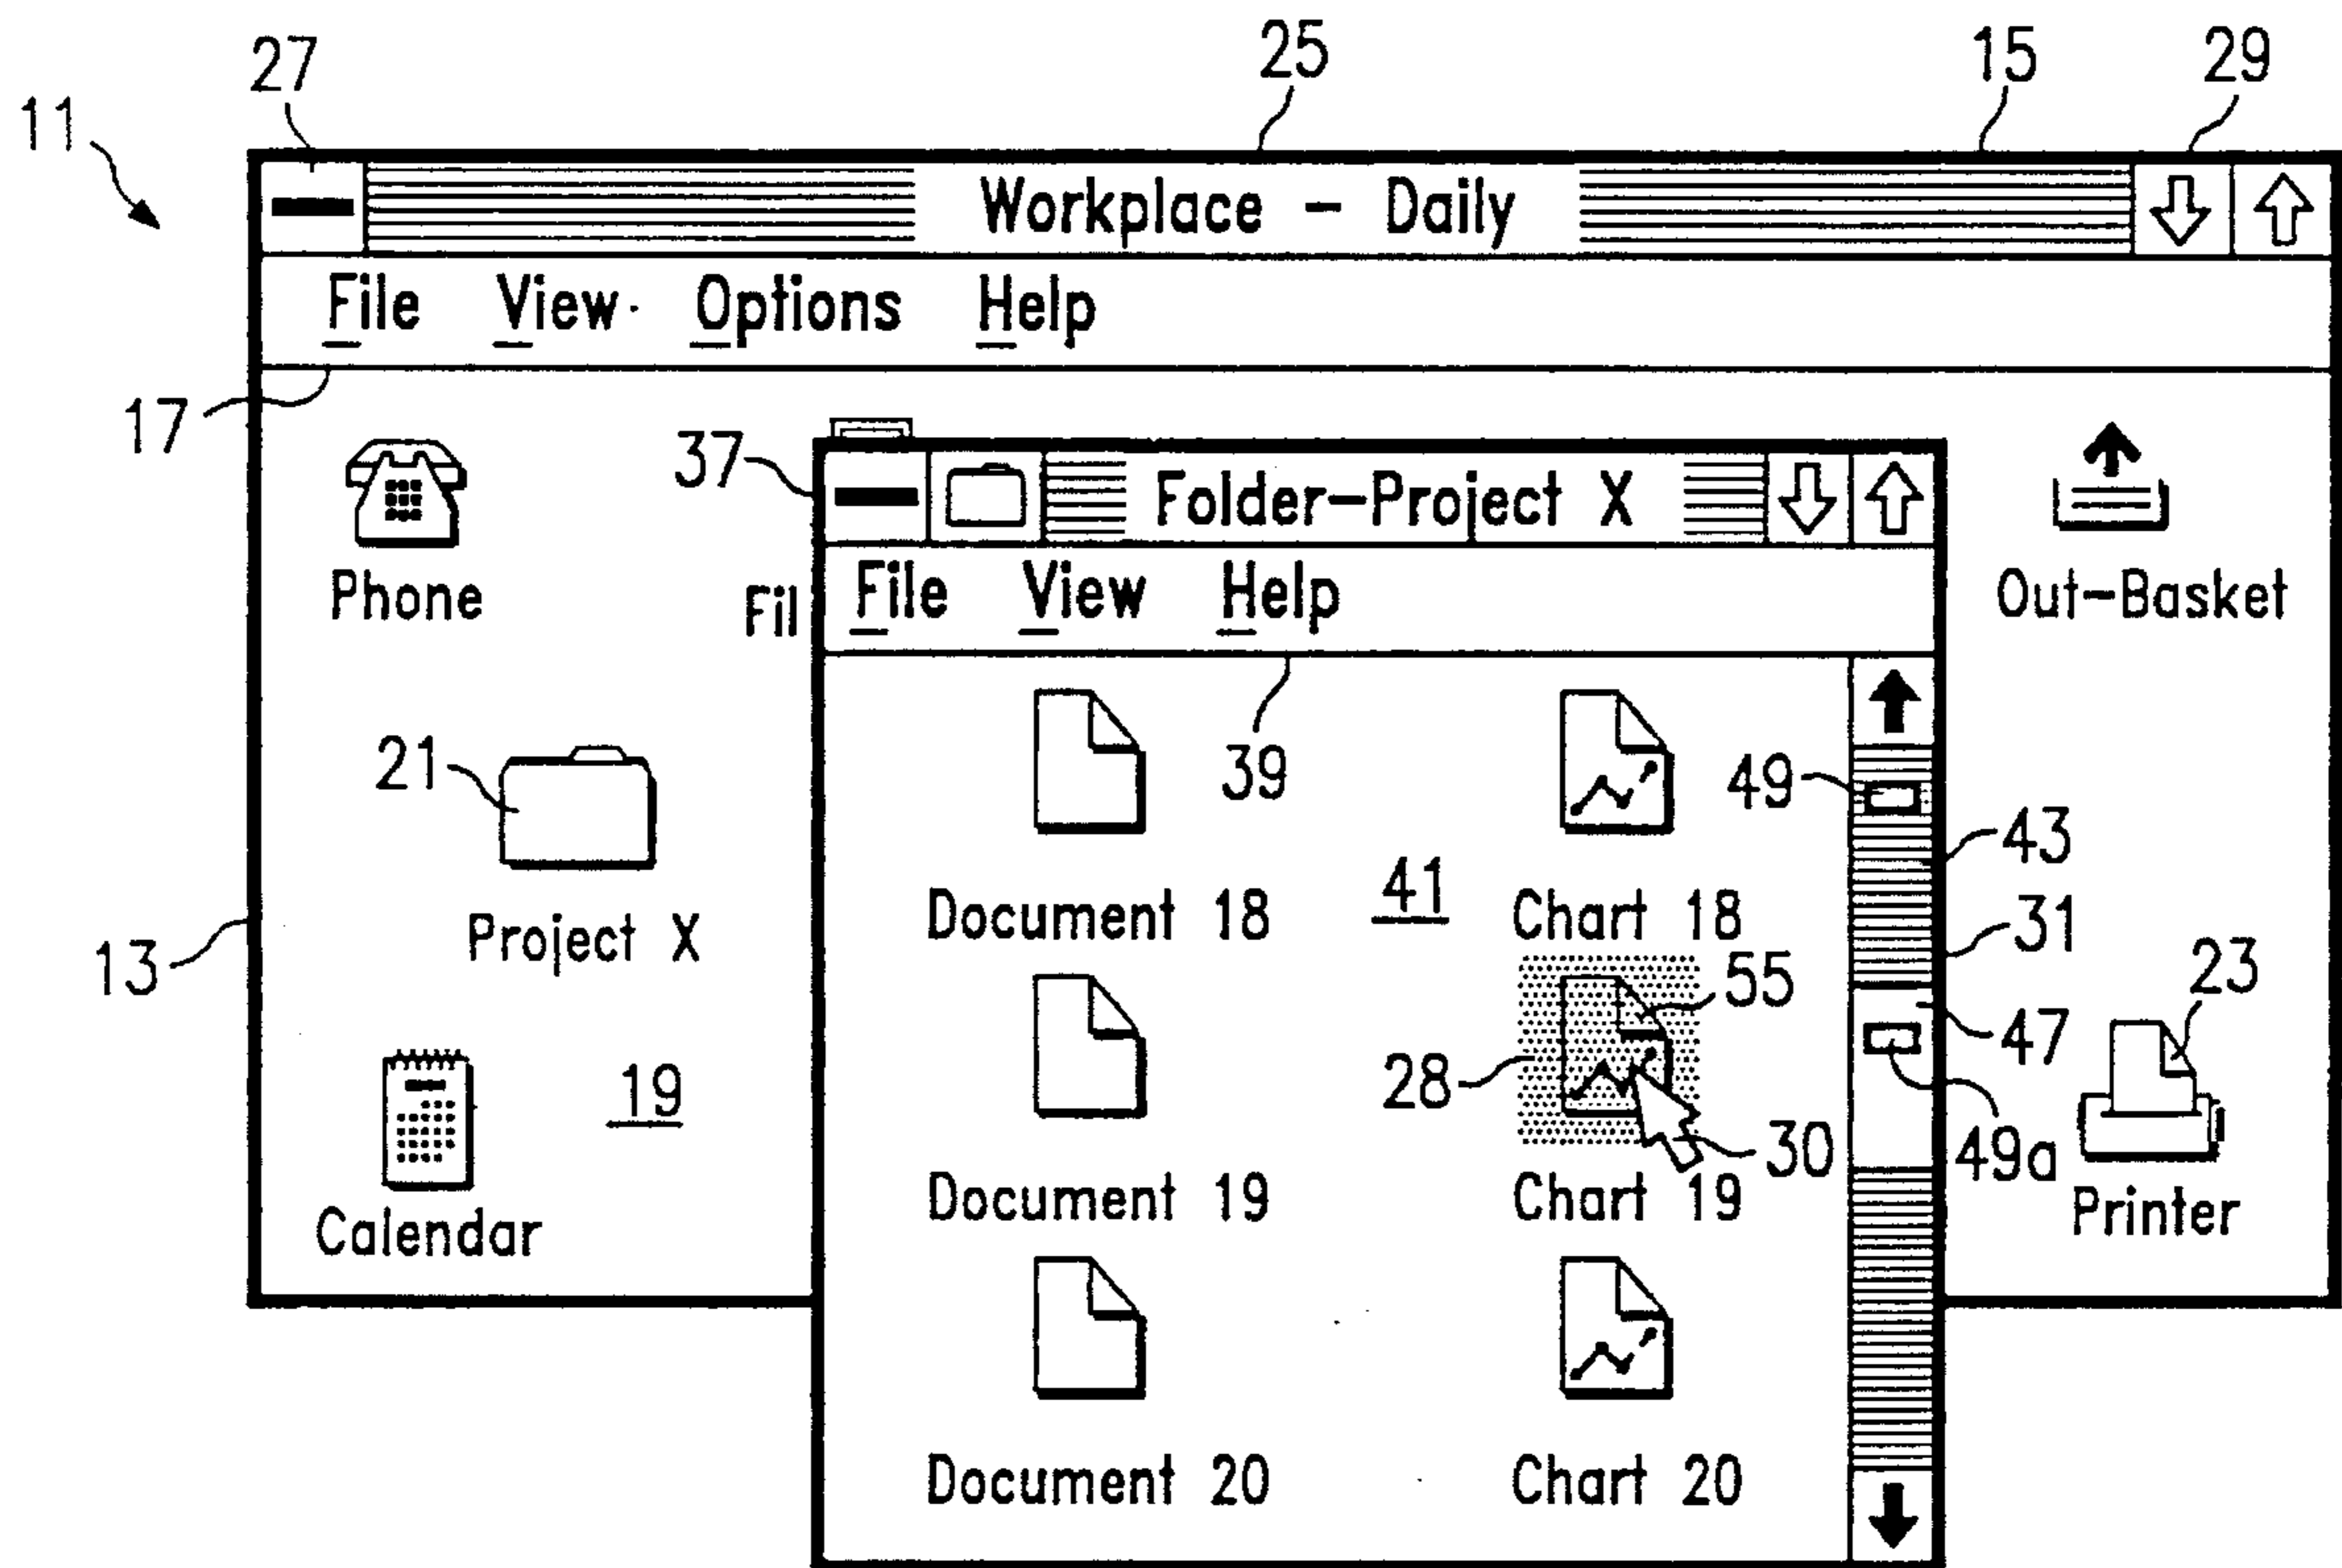 27 25 15 29
11
Workplace - Daily
File View Options Help
17
37
Folder-Project X
Phone
Fil
File View Help
Out-Basket
21
39
49
43
Document 18
41
Chart 18
31
Project X
13
55
23
47
28
19
30
49a
Document 19
Chart 19
Printer
Calendar
Document 20
Chart 20